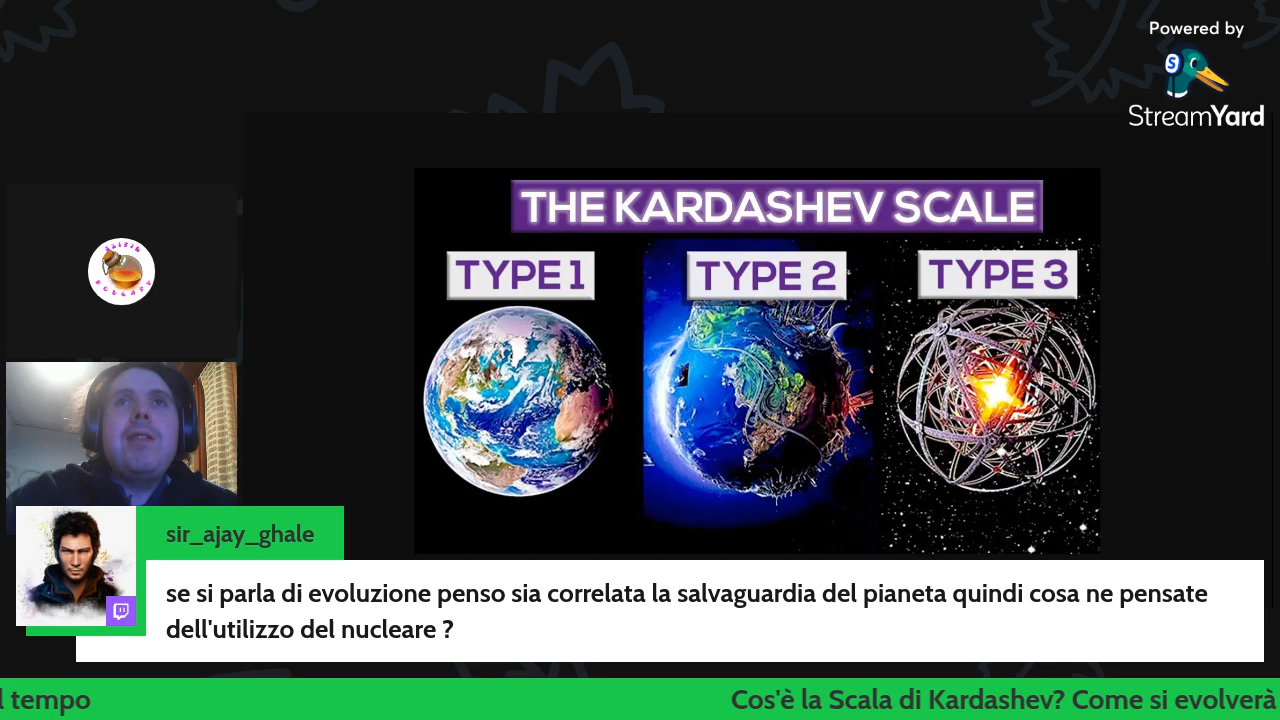 Powered by
StreamYard
THE KARDASHEV SCALE
TYPE 1
TYPE 2
TYPE 3
sir_ajay_ghale
se si parla di evoluzione penso sia correlata la salvaguardia del pianeta quindi cosa ne pensate
dell'utilizzo del nucleare ?
l tempo
Cos'è la Scala di Kardashev? Come si evolverà